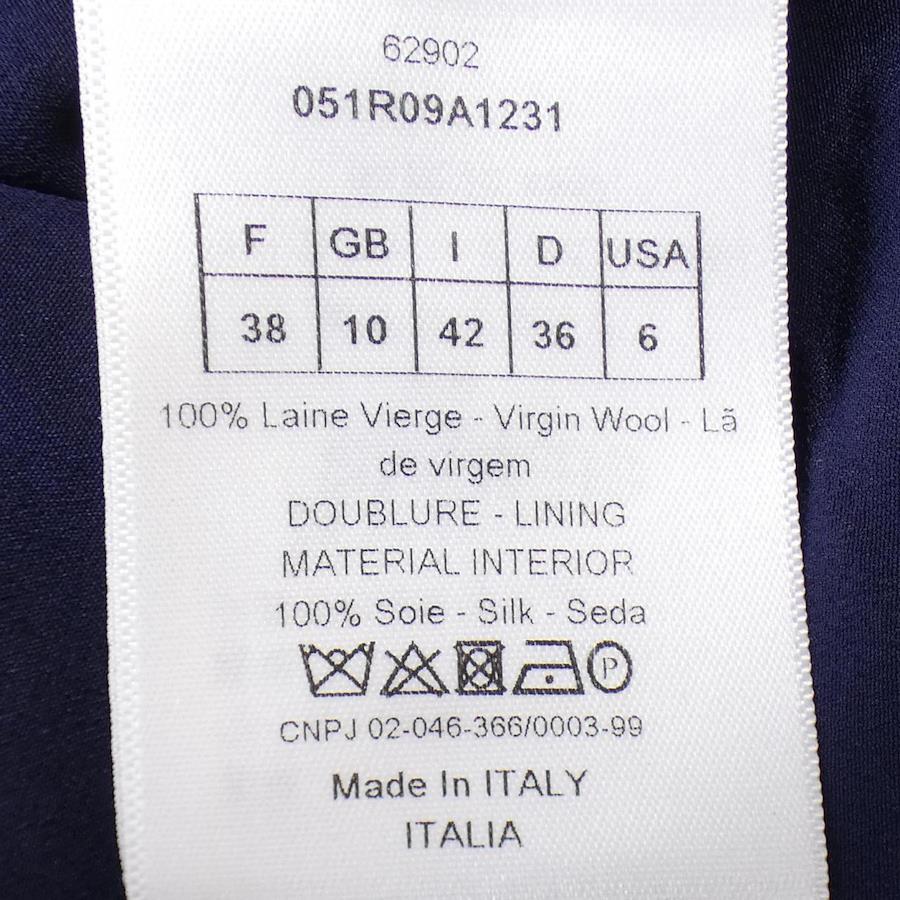 62902
051R09A1231
F GB I D USA
38 10 42 36 6
100% Laine Vierge - Virgin Wool - Lã
de virgem
DOUBLURE - LINING
MATERIAL INTERIOR
100% Soie - Silk - Seda
P
CNPJ 02-046-366/0003-99
Made In ITALY
ITALIA